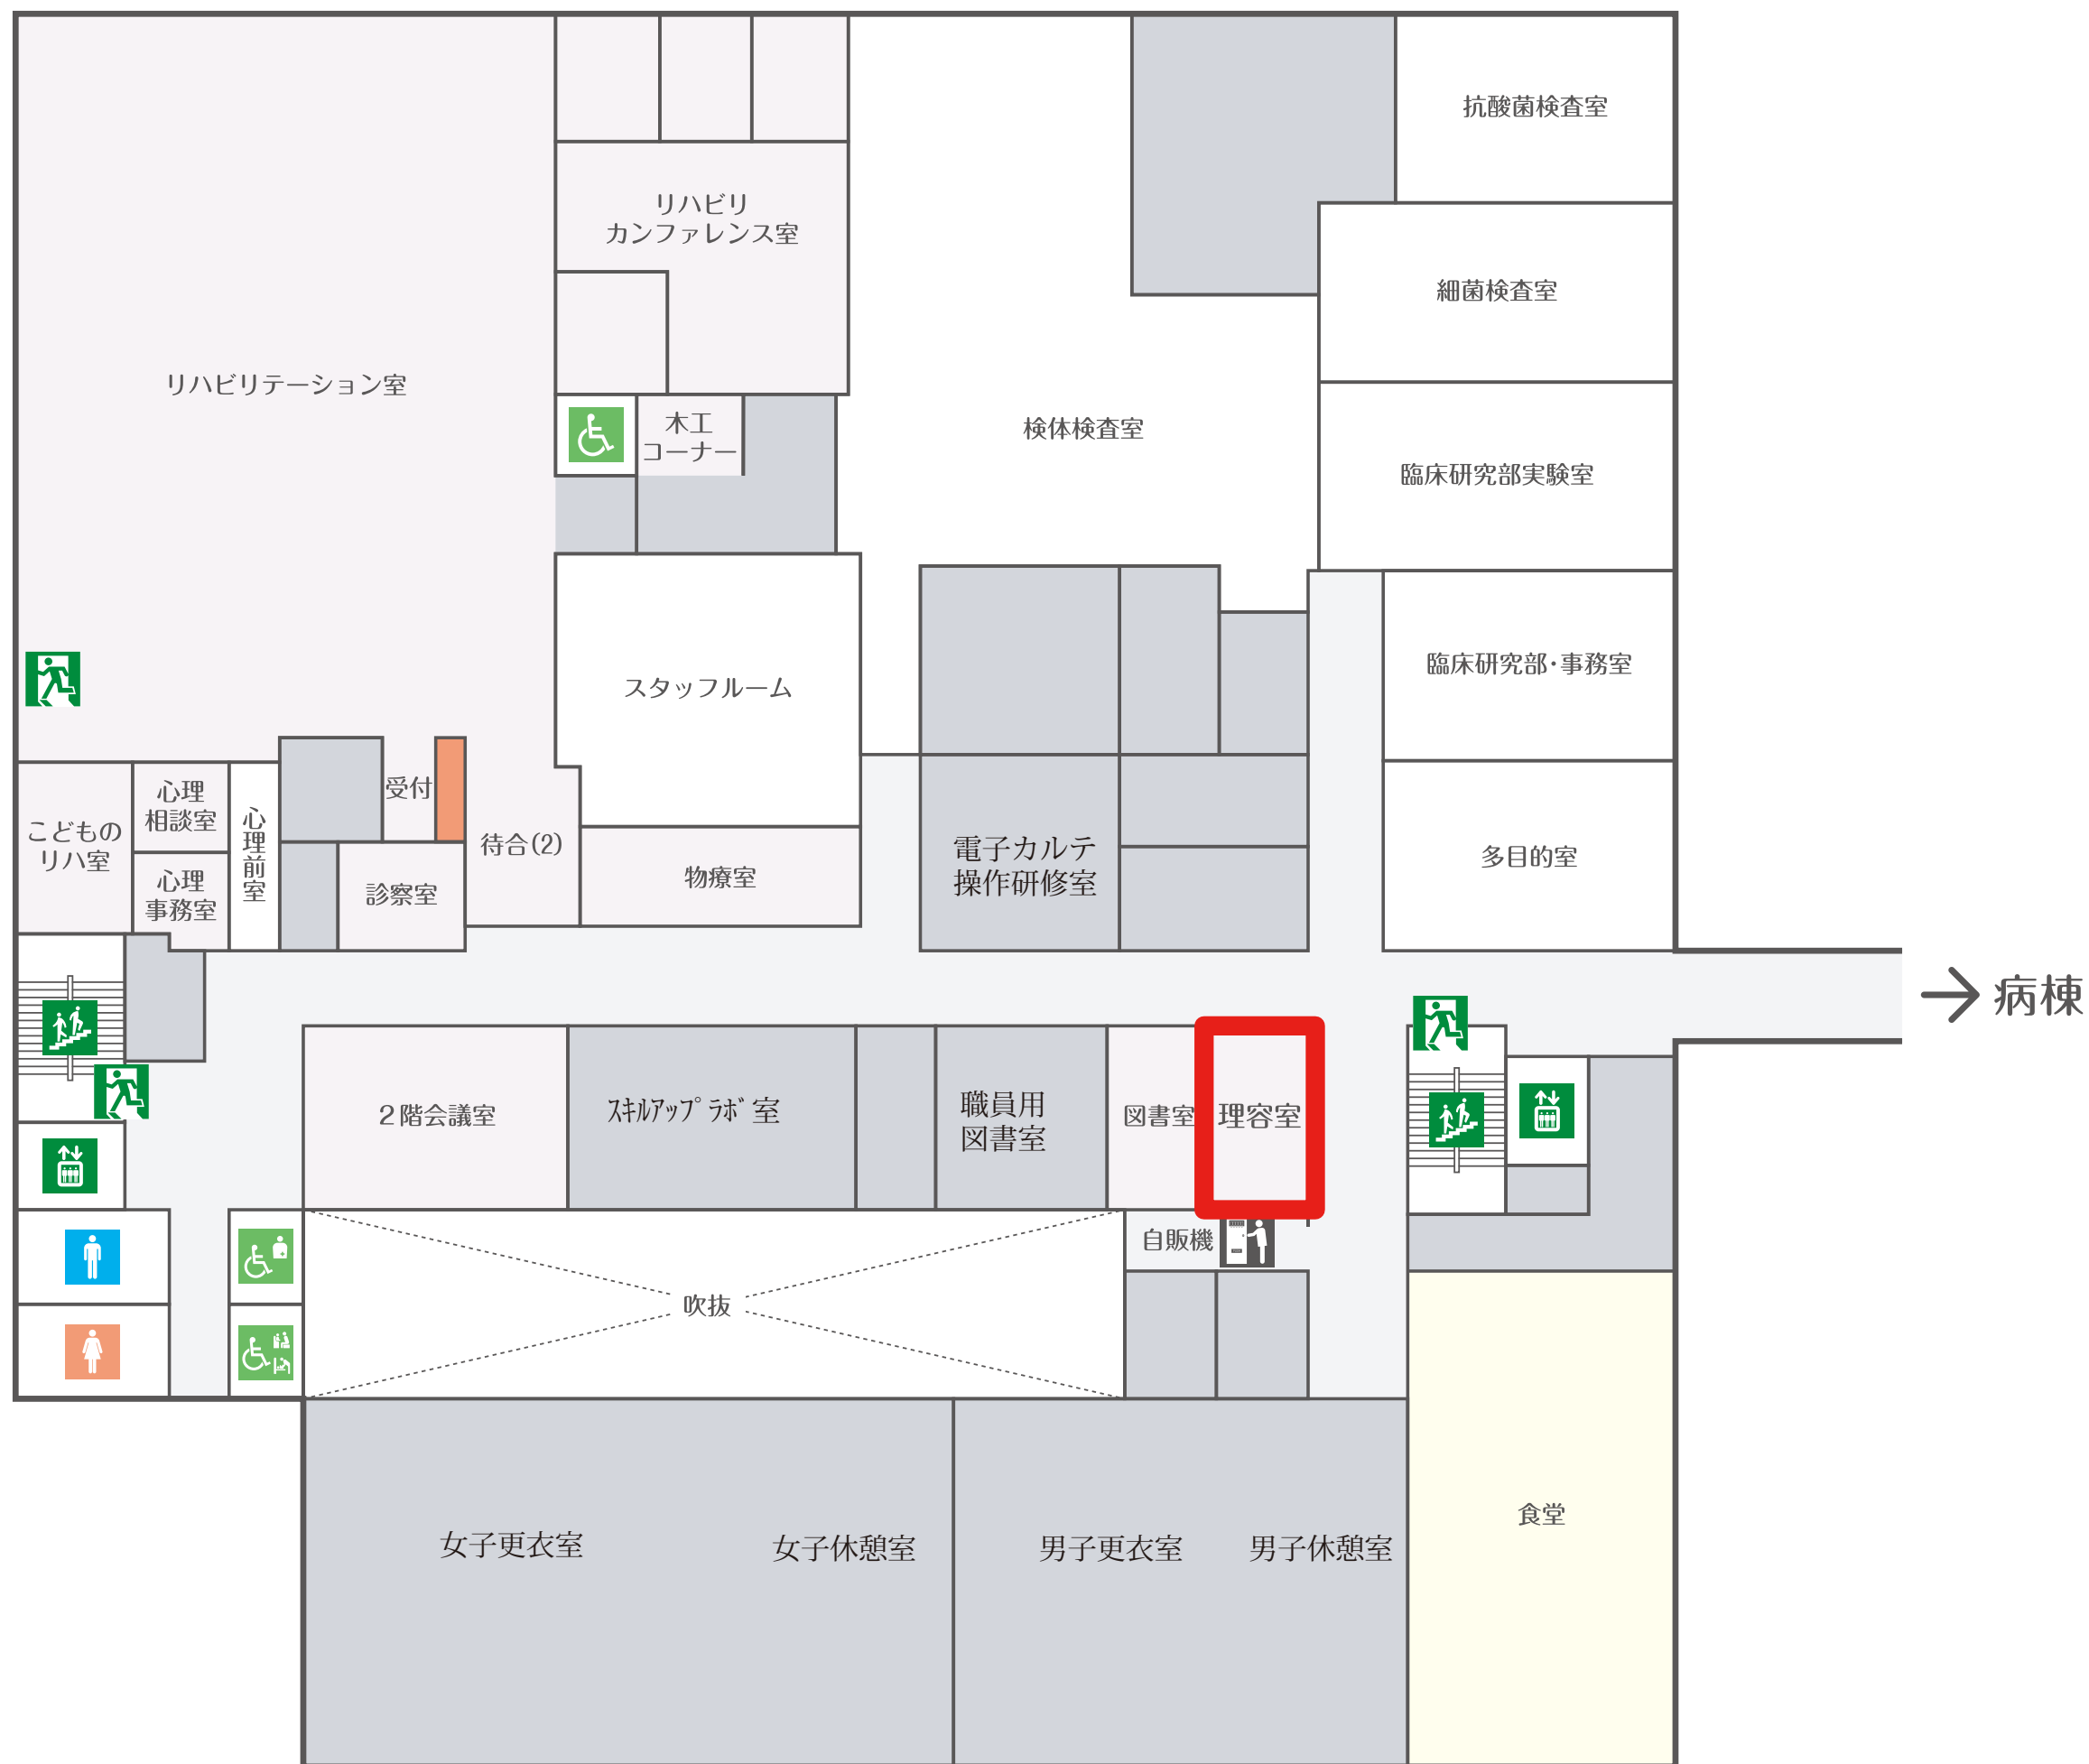 抗酸菌検査室
リハビリ
カンファレンス室
細菌検査室
リハビリテーション室
木工
コーナー
検体検査室
臨床研究部実験室
スタッフルーム
臨床研究部・事務室
心理
相談室
受付
こどもの
リハ室
心理前室
待合(2)
電子カルテ
操作研修室
多目的室
心理
事務室
診察室
物療室
病棟
２階会議室
ｽｷﾙｱｯﾌﾟ ﾗﾎﾞ 室
職員用
図書室
図書室
理容室
自販機
吹抜
女子更衣室
女子休憩室
男子更衣室
男子休憩室
食堂